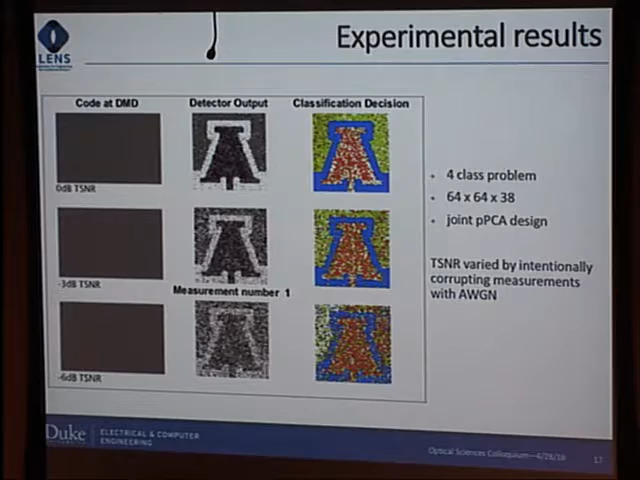 LENS
Experimental results
Code at DMD
Detector Output
Classification Decision
0dB TSNR
-3dB TSNR
Measurement number 1
-6dB TSNR
4 class problem
64 x 64 x 38
joint pPCA design
TSNR varied by intentionally
corrupting measurements
with AWGN
Duke
ELECTRICAL & COMPUTER
ENGINEERING
Optical Sciences Colloquium—4/28/16
17